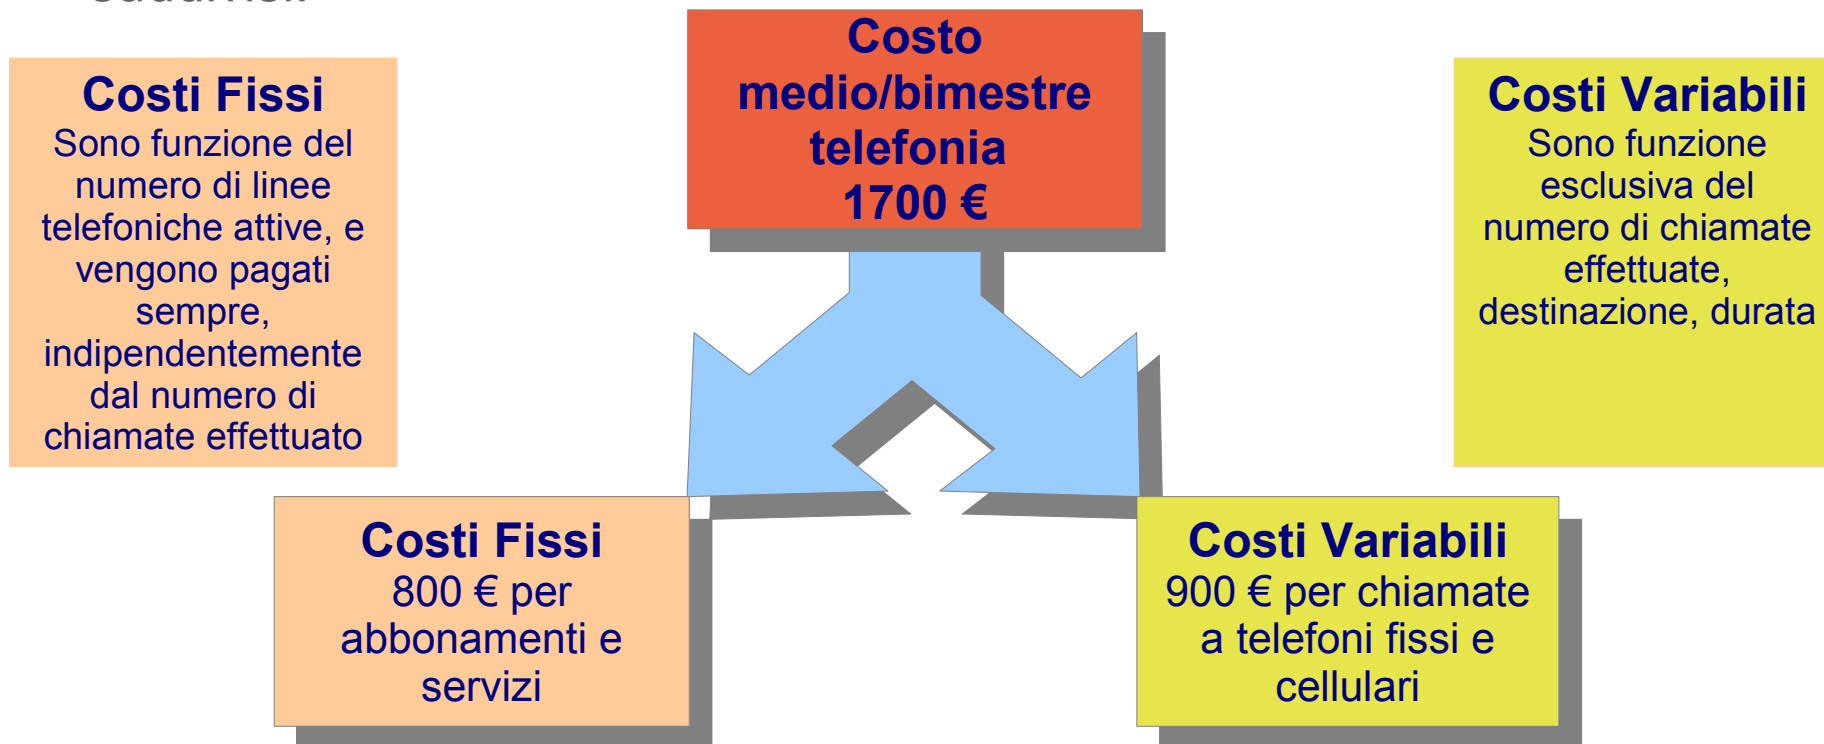 Costo
medio/bimestre
telefonia
1700 €
Costi Fissi
Sono funzione del
numero di linee
telefoniche attive, e
vengono pagati
sempre,
indipendentemente
dal numero di
chiamate effettuato
Costi Variabili
Sono funzione
esclusiva del
numero di chiamate
effettuate,
destinazione, durata
Costi Fissi
800 € per
abbonamenti e
servizi
Costi Variabili
900 € per chiamate
a telefoni fissi e
cellulari